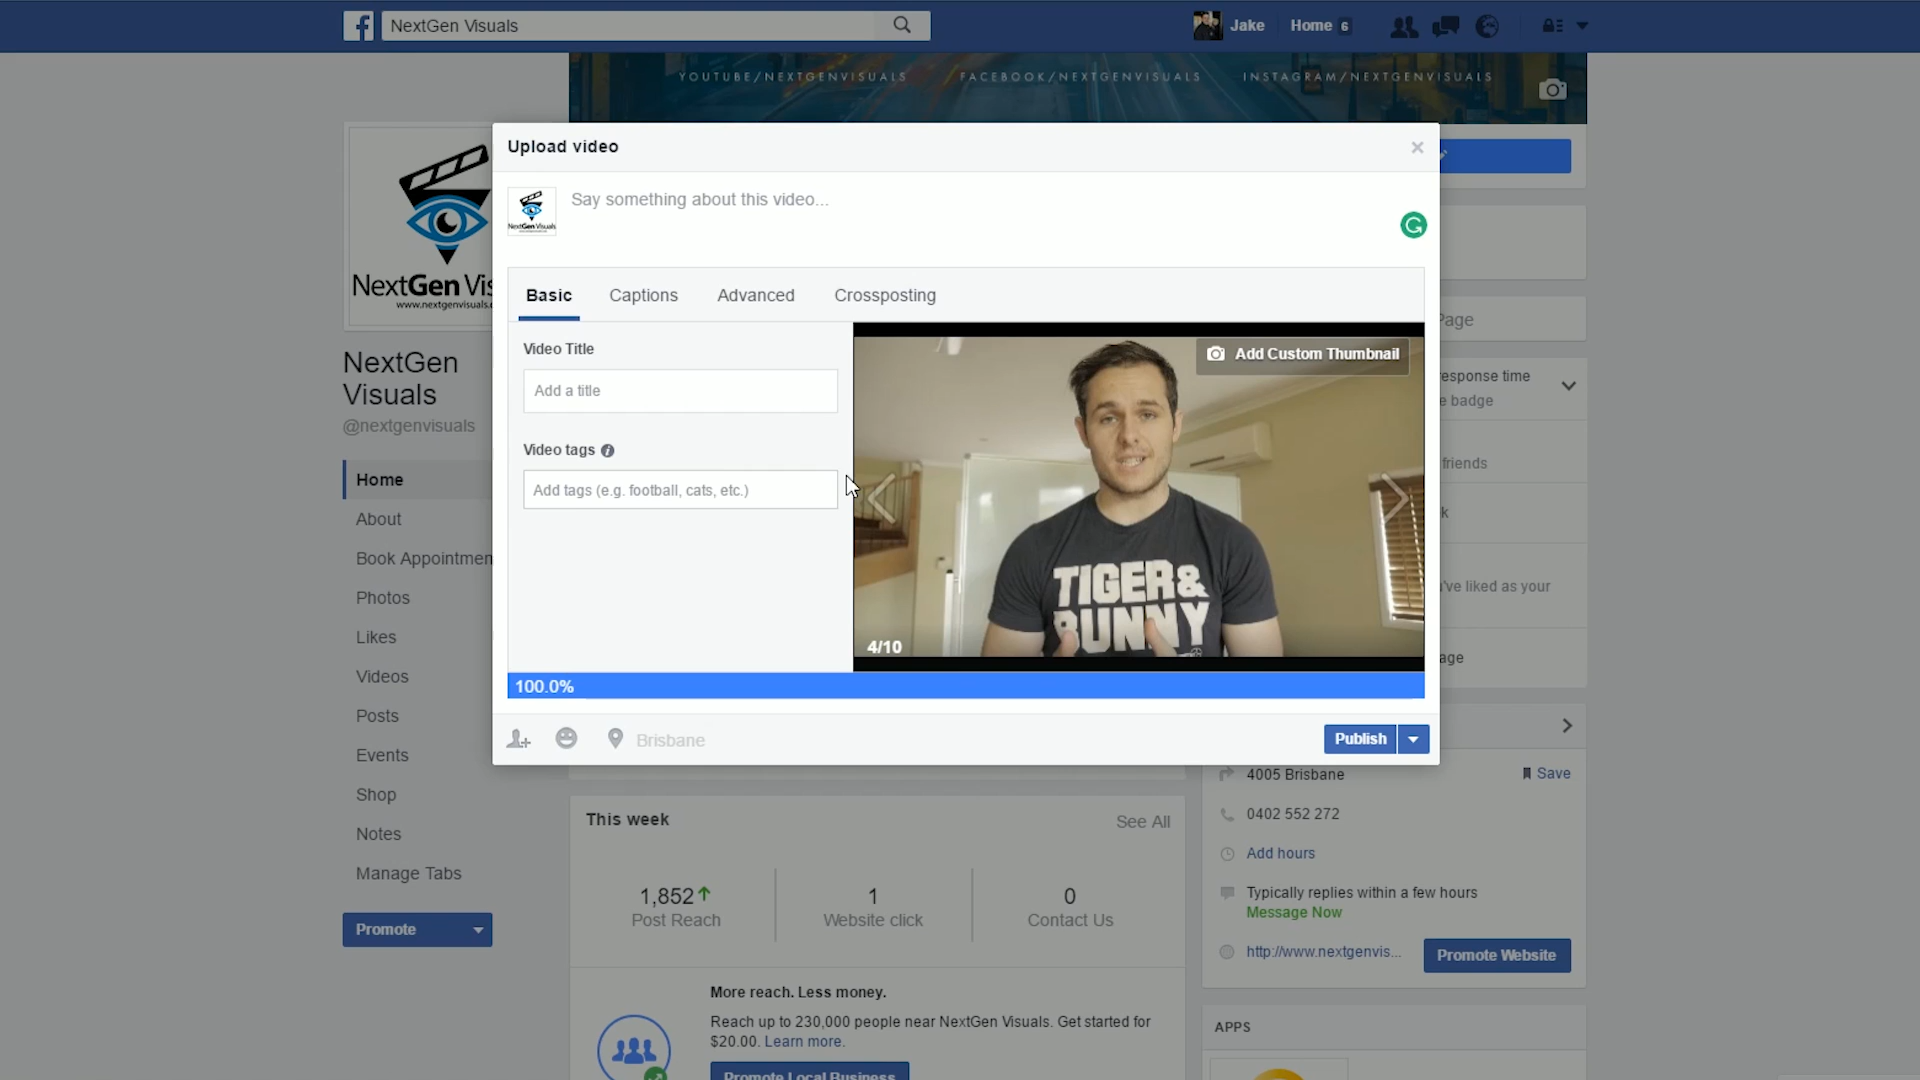 NextGen Visuals
Jake
Home 6
YOUTUBE/NEXTGENVISUALS
FACEBOOK/NEXTGENVISUALS
INSTAGRAM/NEXTGENVISUALS
NextGen Vis
www.nextgenvisuals.
NextGen
Visuals
@nextgenvisuals
Home
About
Book Appointmen
Photos
Likes
Videos
Posts
Events
Shop
Notes
Manage Tabs
Promote
Upload video
NextGen Visuals
Say something about this video...
Basic
Captions
Advanced
Crossposting
Video Title
Add a title
Video tags
Add tags (e.g. football, cats, etc.)
Add Custom Thumbnail
TIGER&
BUNNY
4/10
100.0%
Brisbane
Publish
Page
esponse time
e badge
friends
k
've liked as your
age
This week
See All
1,852
Post Reach
1
Website click
0
Contact Us
More reach. Less money.
Reach up to 230,000 people near NextGen Visuals. Get started for
$20.00. Learn more.
Promote Local Business
4005 Brisbane
Save
0402 552 272
Add hours
Typically replies within a few hours
Message Now
http://www.nextgenvis...
Promote Website
APPS